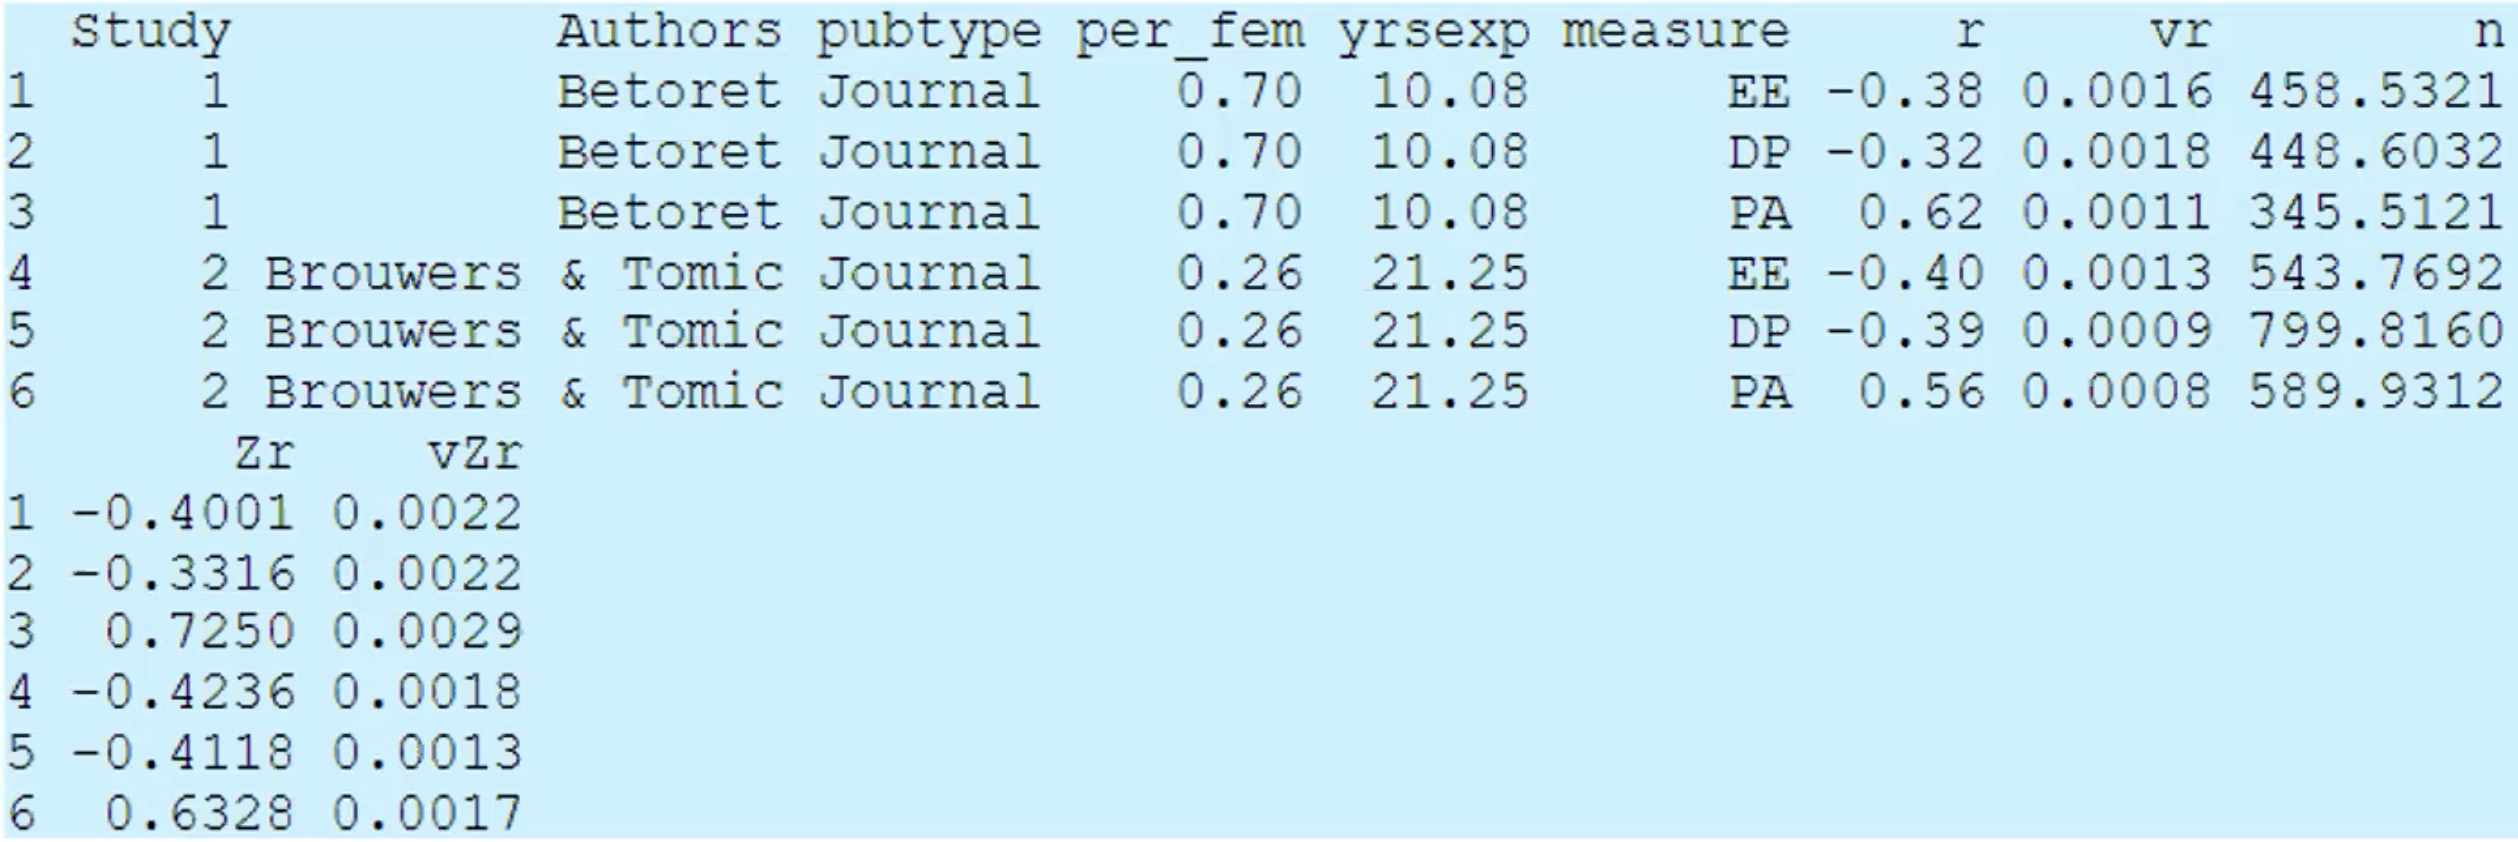 Study Authors pubtype per_fem yrsexp measure r vr n
1 1 Betoret Journal 0.70 10.08 EE -0.38 0.0016 458.5321
2 1 Betoret Journal 0.70 10.08 DP -0.32 0.0018 448.6032
3 1 Betoret Journal 0.70 10.08 PA 0.62 0.0011 345.5121
4 2 Brouwers & Tomic Journal 0.26 21.25 EE -0.40 0.0013 543.7692
5 2 Brouwers & Tomic Journal 0.26 21.25 DP -0.39 0.0009 799.8160
6 2 Brouwers & Tomic Journal 0.26 21.25 PA 0.56 0.0008 589.9312
Zr vZr
1 -0.4001 0.0022
2 -0.3316 0.0022
3 0.7250 0.0029
4 -0.4236 0.0018
5 -0.4118 0.0013
6 0.6328 0.0017